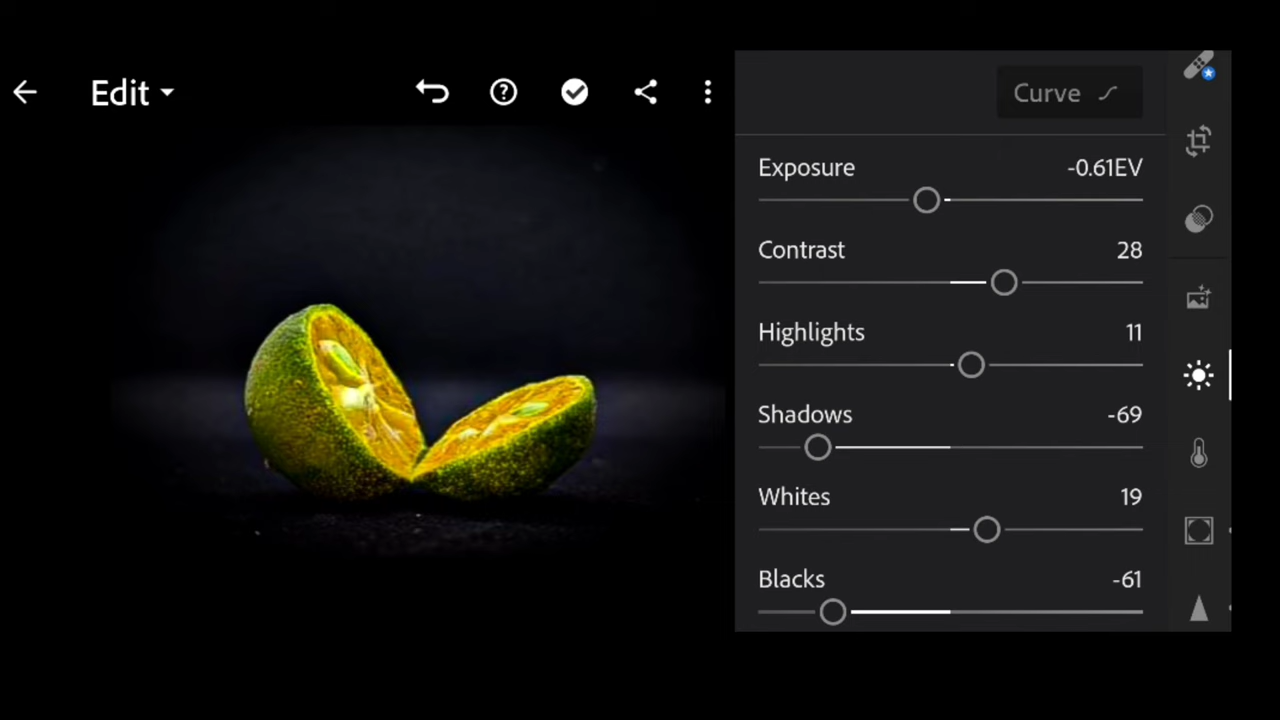 Edit
Curve
Exposure -0.61EV
Contrast 28
Highlights 11
Shadows -69
Whites 19
Blacks -61